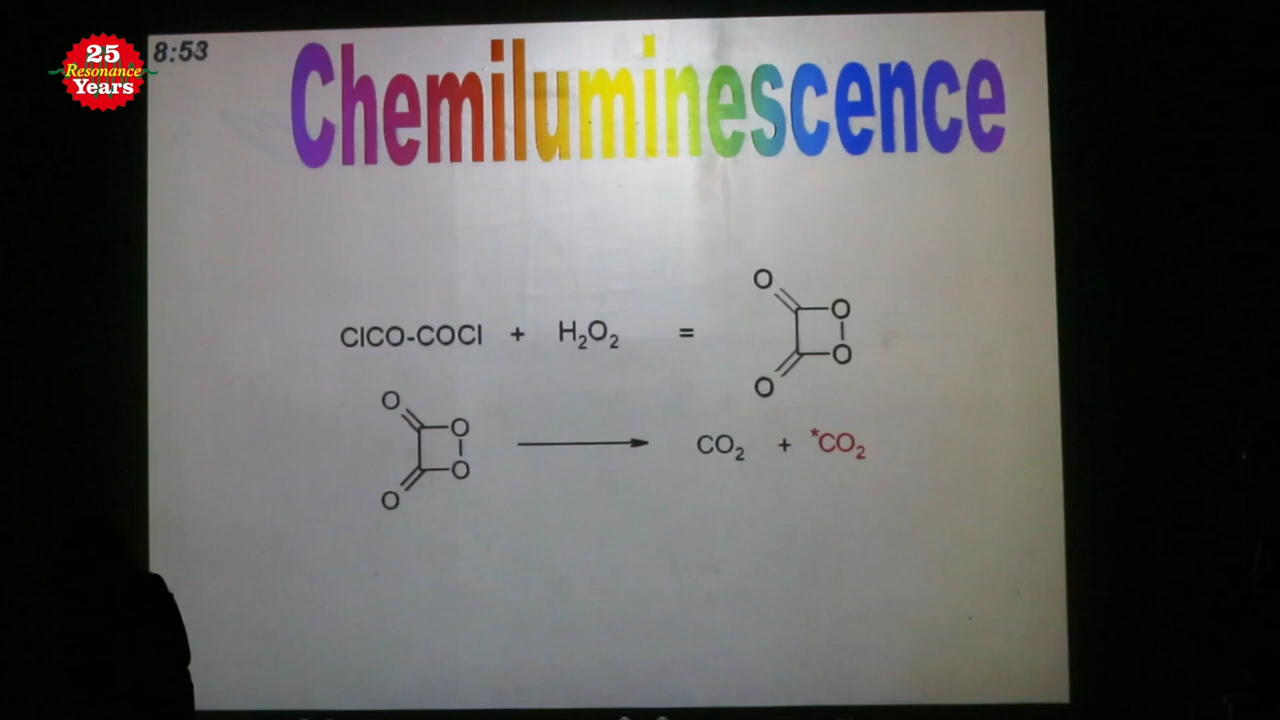 25
Resonance
Years
8:53
Chemiluminescence
ClCO-COCl + H₂O₂ =
O
O
O
O
O
O
O
O
CO₂ + *CO₂